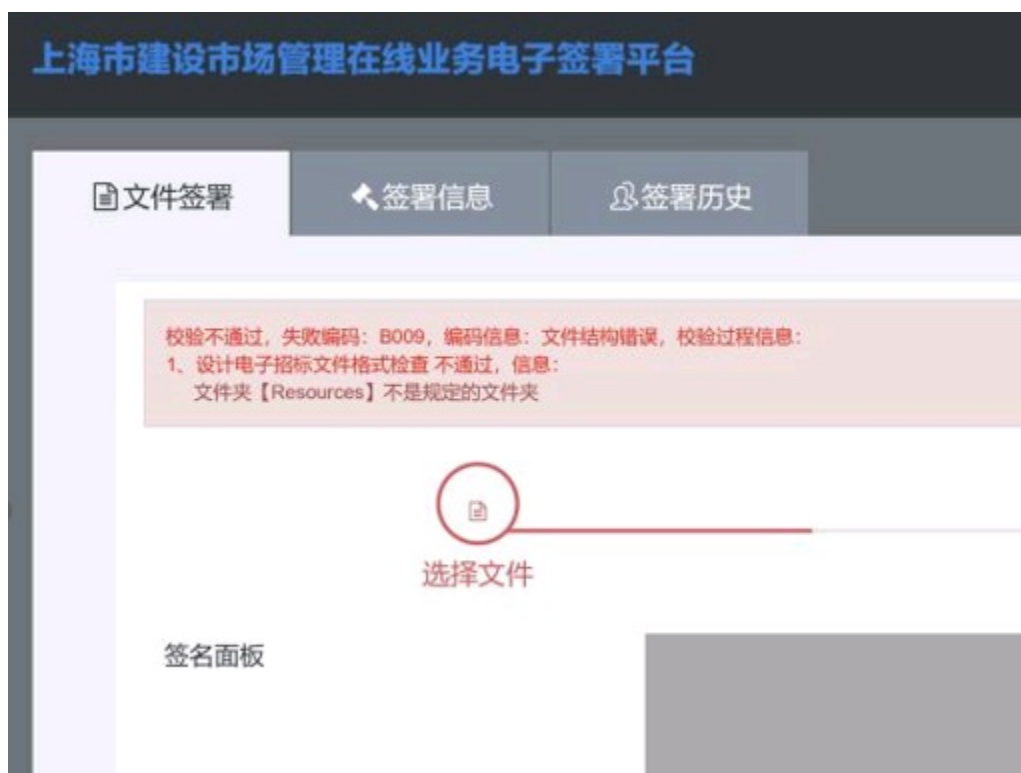 上海市建设市场管理在线业务电子签署平台
文件签署
签署信息
签署历史
校验不通过，失败编码：B009，编码信息：文件结构错误，校验过程信息：
1、设计电子招标文件格式检查 不通过，信息：
文件夹【Resources】不是规定的文件夹
选择文件
签名面板